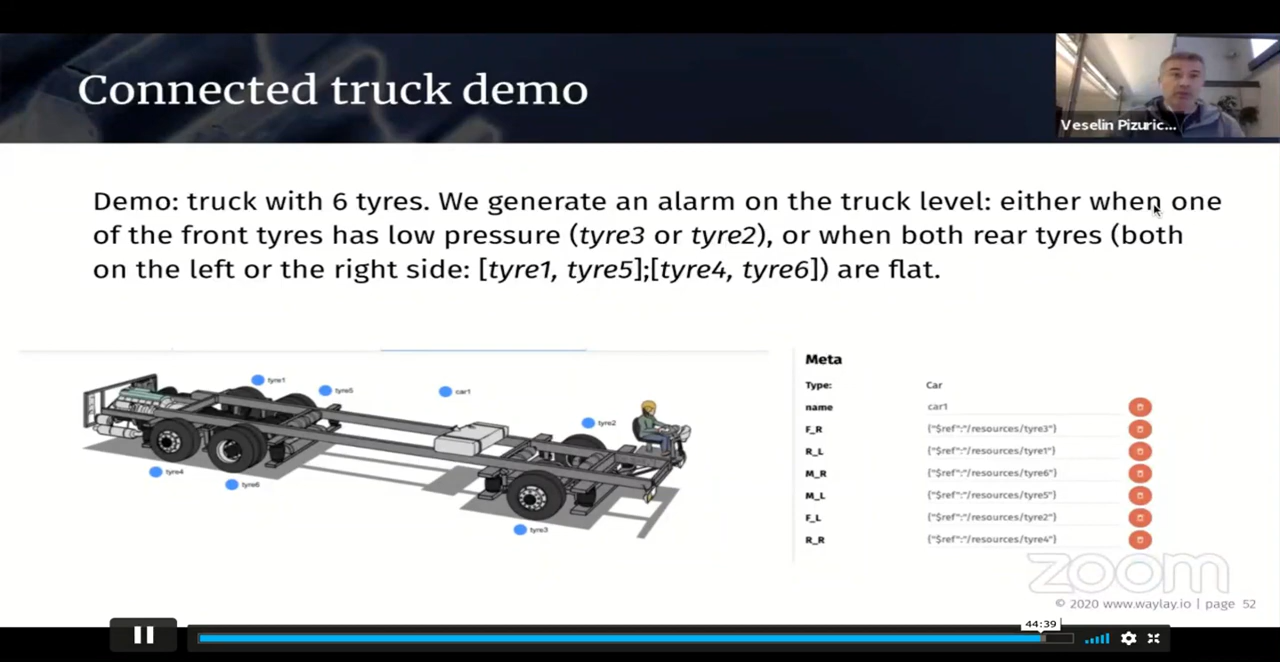 Connected truck demo
Veselin Pizuric...
Demo: truck with 6 tyres. We generate an alarm on the truck level: either when one
of the front tyres has low pressure (tyre3 or tyre2), or when both rear tyres (both
on the left or the right side: [tyre1, tyre5];[tyre4, tyre6]) are flat.
tyre1
tyre5
car1
tyre2
tyre4
tyre6
tyre3
Meta
Type: Car
name car1
F_R {"$ref":"/resources/tyre3"}
R_L {"$ref":"/resources/tyre1"}
M_R {"$ref":"/resources/tyre6"}
M_L {"$ref":"/resources/tyre5"}
F_L {"$ref":"/resources/tyre2"}
R_R {"$ref":"/resources/tyre4"}
zoom
© 2020 www.waylay.io | page 52
44:39